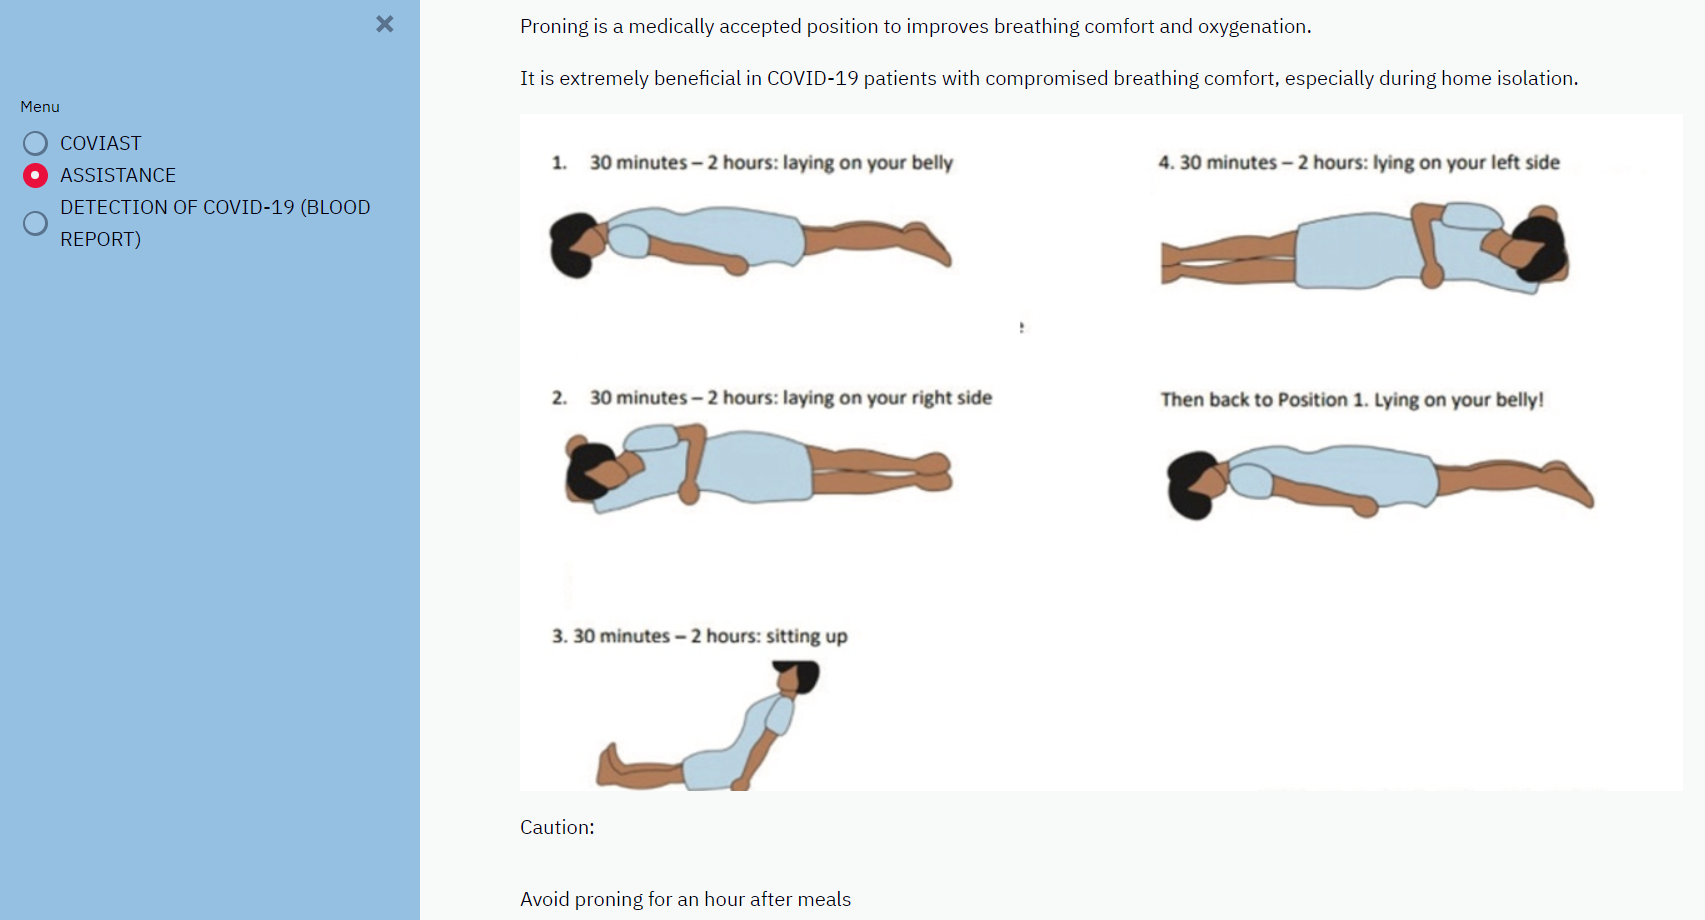 Menu
COVIAST
ASSISTANCE
DETECTION OF COVID-19 (BLOOD
REPORT)
Proning is a medically accepted position to improves breathing comfort and oxygenation.
It is extremely beneficial in COVID-19 patients with compromised breathing comfort, especially during home isolation.
1. 30 minutes – 2 hours: laying on your belly
2. 30 minutes – 2 hours: laying on your right side
3. 30 minutes – 2 hours: sitting up
4. 30 minutes – 2 hours: lying on your left side
Then back to Position 1. Lying on your belly!
Caution:
Avoid proning for an hour after meals